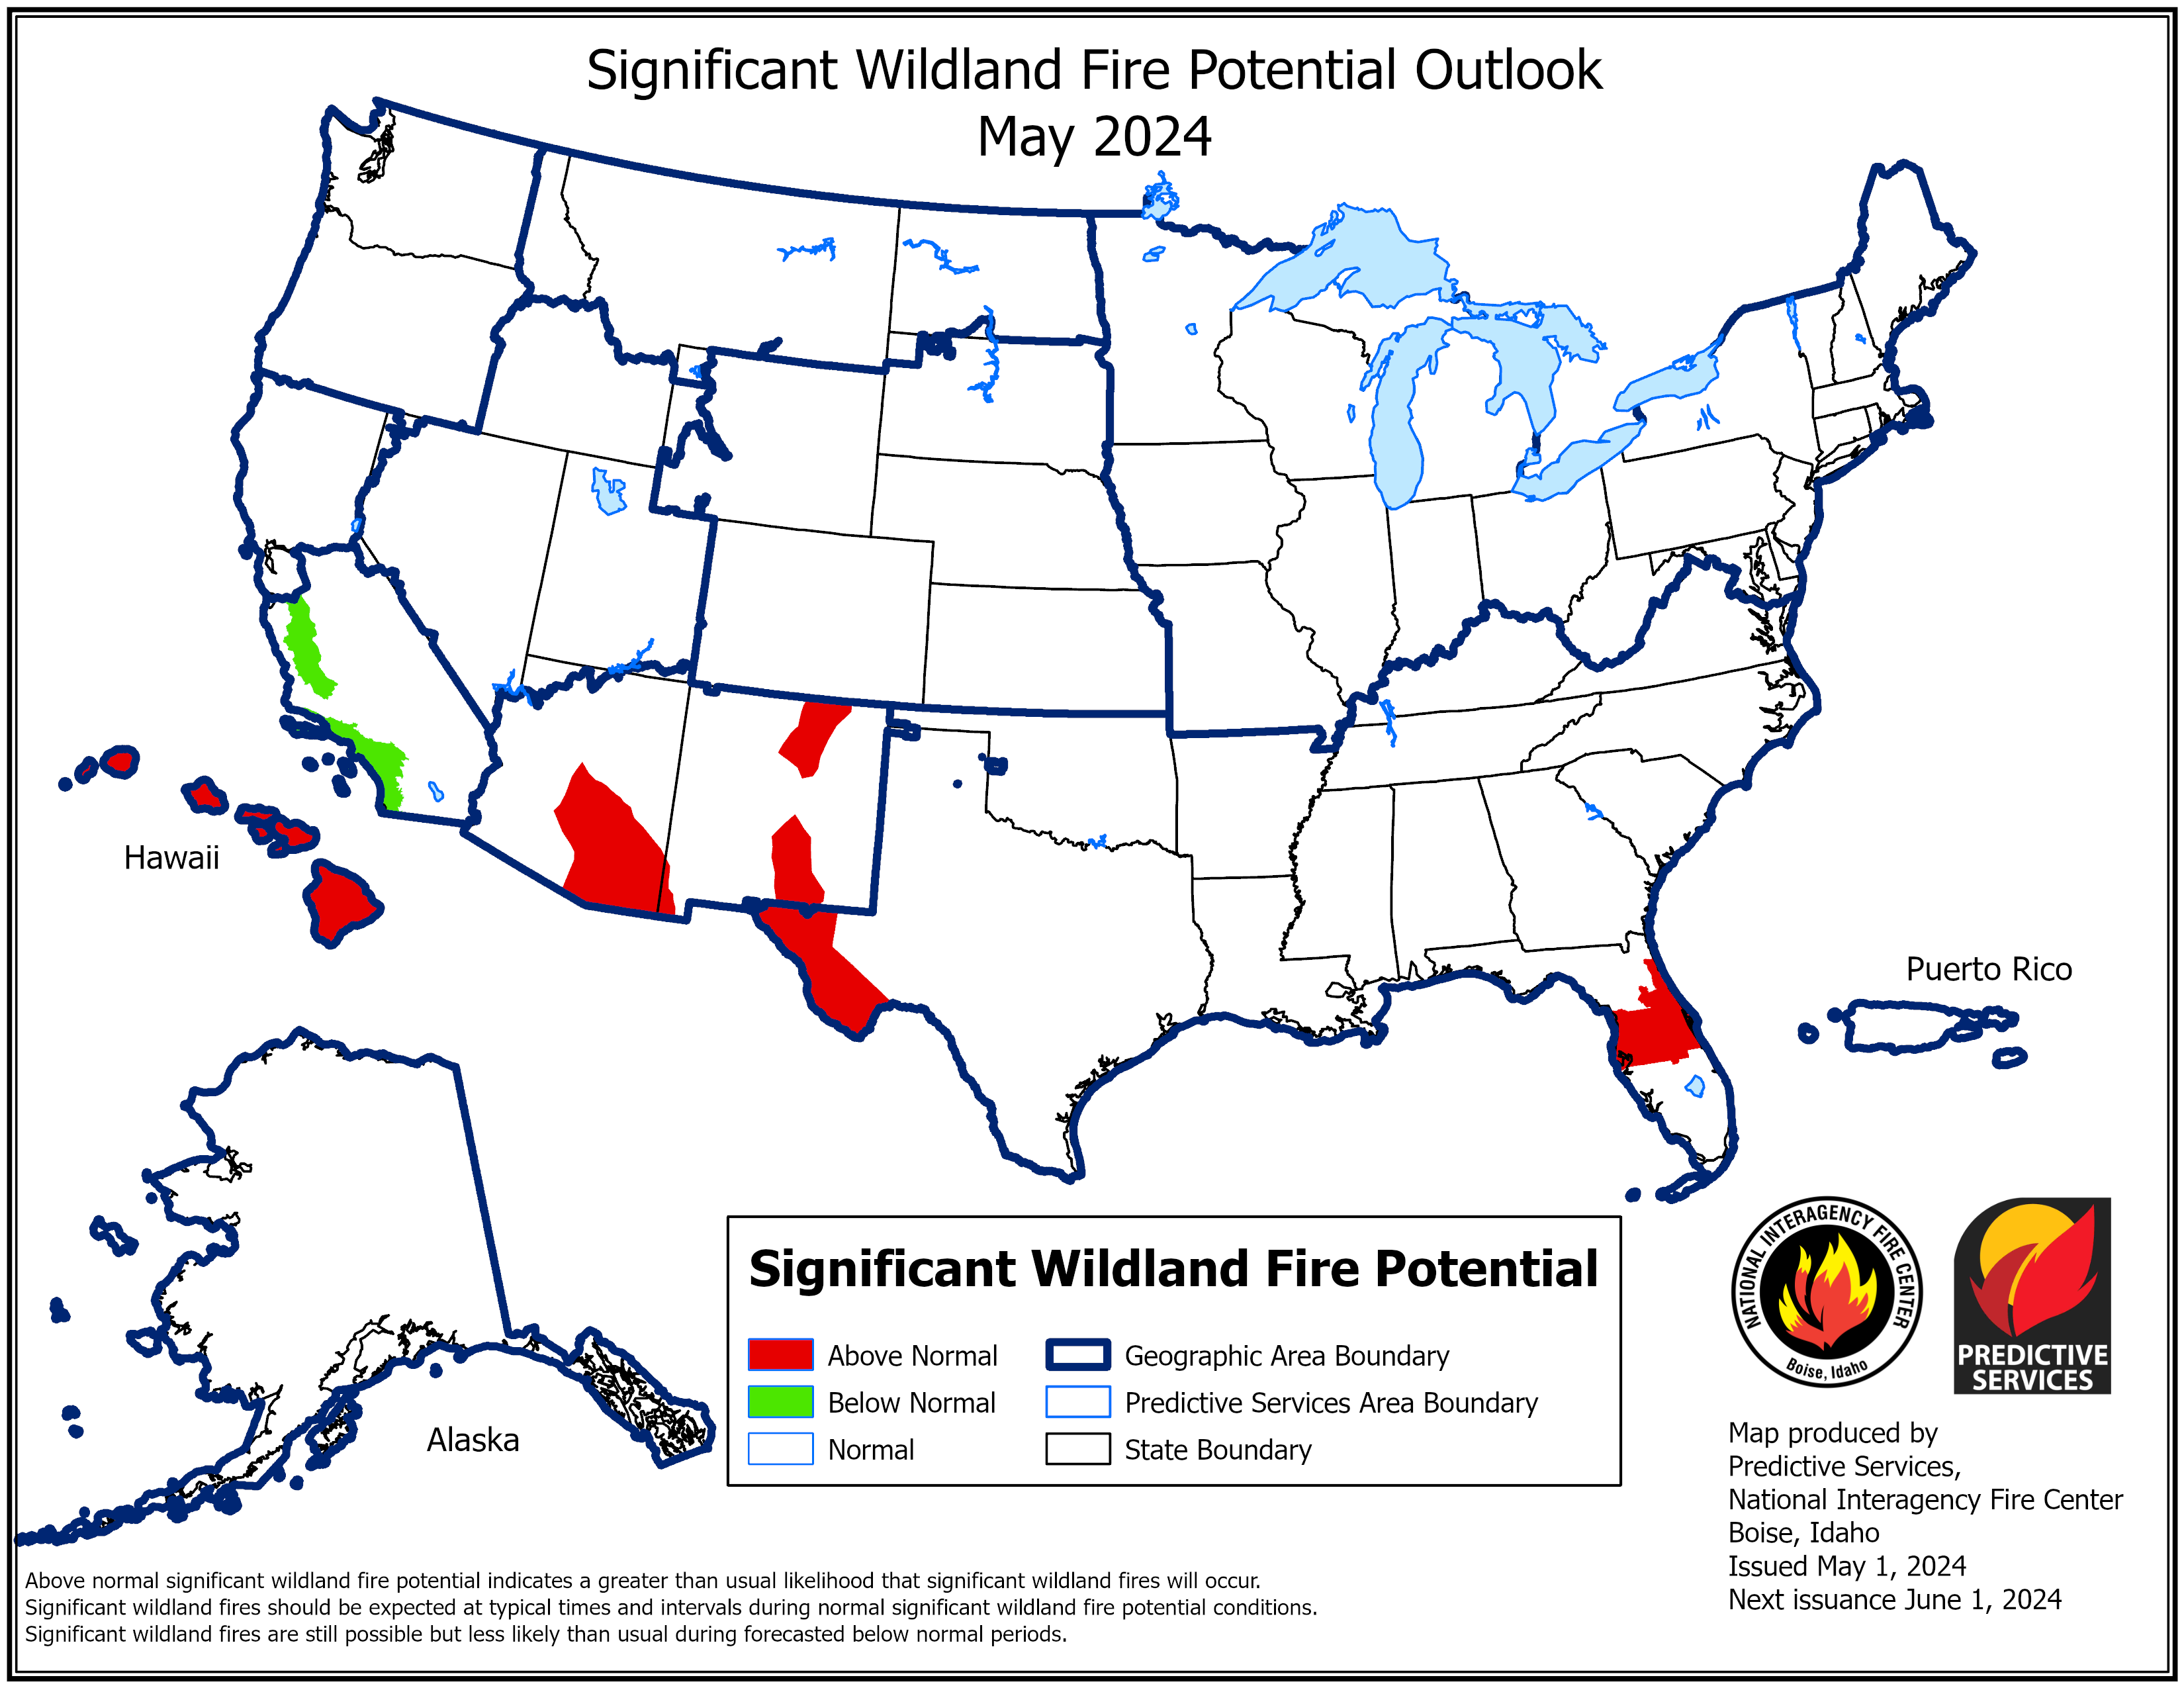 Significant Wildland Fire Potential Outlook
May 2024
Hawaii
Puerto Rico
Alaska
Significant Wildland Fire Potential
Above Normal
Below Normal
Normal
Geographic Area Boundary
Predictive Services Area Boundary
State Boundary
NATIONAL INTERAGENCY FIRE CENTER
Boise, Idaho
PREDICTIVE
SERVICES
Map produced by
Predictive Services,
National Interagency Fire Center
Boise, Idaho
Issued May 1, 2024
Next issuance June 1, 2024
Above normal significant wildland fire potential indicates a greater than usual likelihood that significant wildland fires will occur.
Significant wildland fires should be expected at typical times and intervals during normal significant wildland fire potential conditions.
Significant wildland fires are still possible but less likely than usual during forecasted below normal periods.